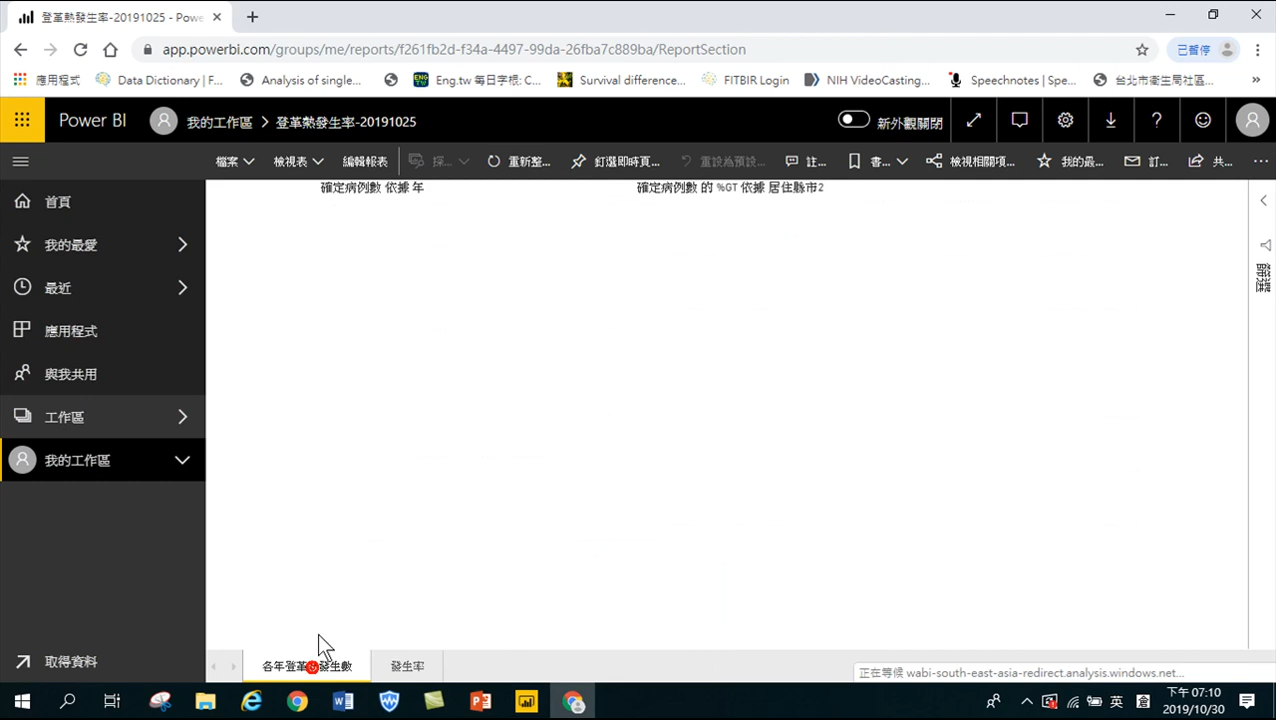 登革熱發生率-20191025 - Powe
app.powerbi.com/groups/me/reports/f261fb2d-f34a-4497-99da-26fba7c889ba/ReportSection
已暫停
應用程式
Data Dictionary | F...
Analysis of single...
Eng.tw 每日字根: C...
Survival difference...
FITBIR Login
NIH VideoCasting...
Speechnotes | Spe...
台北市衛生局社區...
Power BI
我的工作區 > 登革熱發生率-20191025
新外觀關閉
檔案
檢視表
編輯報表
探...
重新整...
釘選即時頁...
重設為預設...
註...
書...
檢視相關項...
我的最...
訂...
共...
確定病例數 依據 年
確定病例數 的 %GT 依據 居住縣市2
首頁
我的最愛
最近
應用程式
與我共用
工作區
我的工作區
取得資料
篩選
各年登革 發生數
發生率
正在等候 wabi-south-east-asia-redirect.analysis.windows.net...
英
下午 07:10
2019/10/30